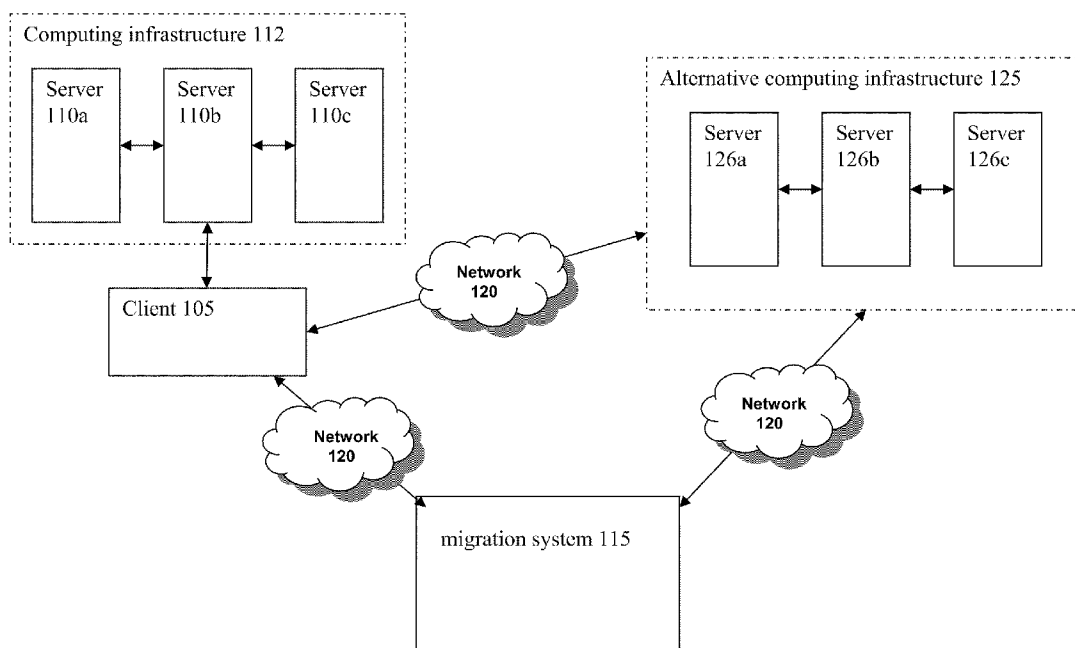 Computing infrastructure 112
Server
110a
Server
110b
Server
110c
Alternative computing infrastructure 125
Server
126a
Server
126b
Server
126c
Network
120
Client 105
Network
120
Network
120
migration system 115